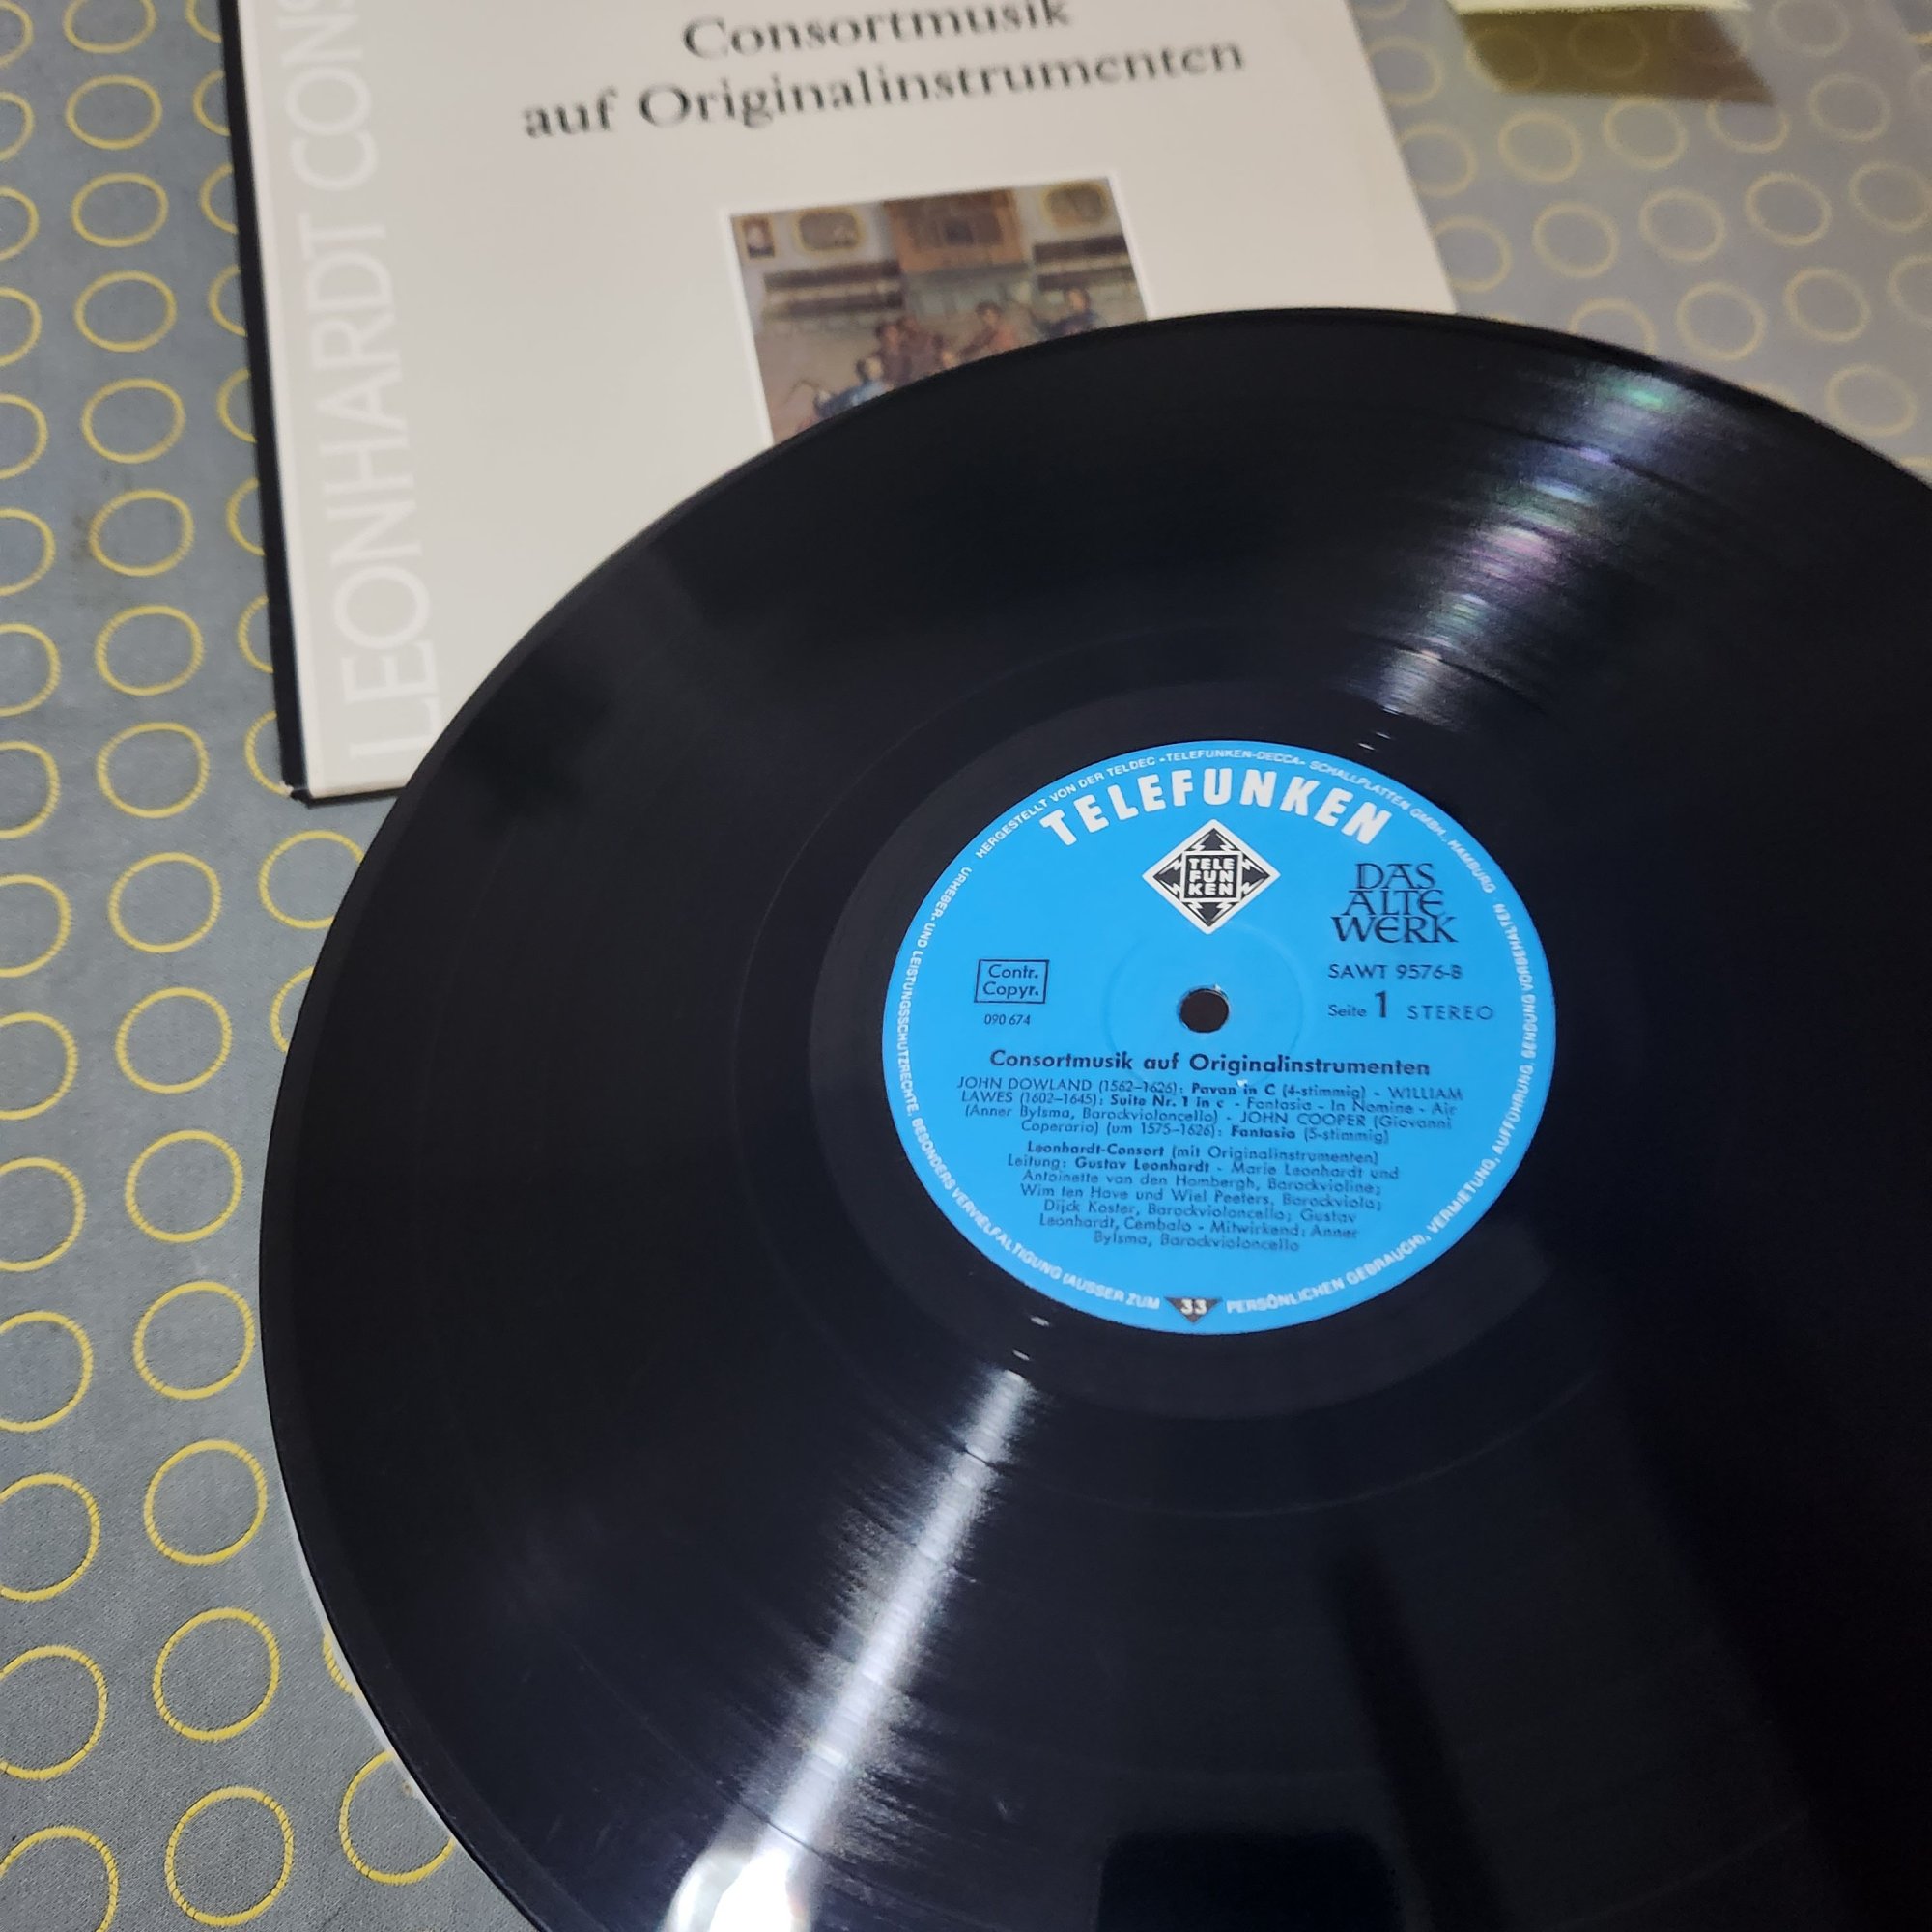 Consortmusik
auf Originalinstrumenten
LEONHARDT CONS
HERGESTELLT VON DER TELDEC »TELEFUNKEN-DECCA« SCHALLPLATTEN GMBH., HAMBURG · URHEBER- UND LEISTUNGSSCHUTZRECHTE, BESONDERS VERVIELFÄLTIGUNG (AUSSER ZUM PERSÖNLICHEN GEBRAUCH), VERMIETUNG, AUFFÜHRUNG, SENDUNG VORBEHALTEN ·
TELEFUNKEN
TELE
FUN
KEN
DAS
ALTE
WERK
Contr.
Copyr.
090 674
SAWT 9576-B
Seite 1 STEREO
Consortmusik auf Originalinstrumenten
JOHN DOWLAND (1562–1626): Pavan in C (4-stimmig) - WILLIAM
LAWES (1602–1645): Suite Nr. 1 in c - Fantasia - In Nomine - Air
(Anner Bylsma, Barockvioloncello) - JOHN COOPER (Giovanni
Coperario) (um 1575–1626): Fantasia (5-stimmig)
Leonhardt-Consort (mit Originalinstrumenten)
Leitung: Gustav Leonhardt - Marie Leonhardt und
Antoinette van den Hombergh, Barockvioline;
Wim ten Have und Wiel Peeters, Barockviola;
Dijck Koster, Barockvioloncello; Gustav
Leonhardt, Cembalo - Mitwirkend: Anner
Bylsma, Barockvioloncello
33